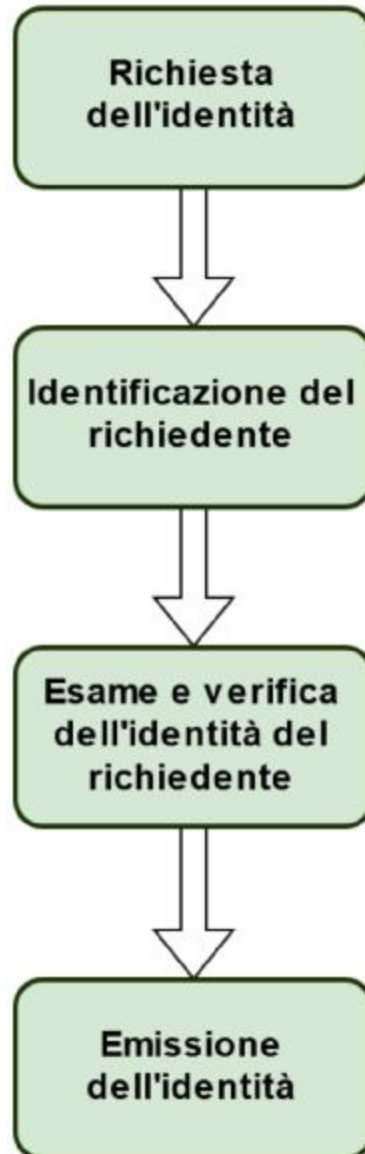 Richiesta
dell'identità
Identificazione del
richiedente
Esame e verifica
dell'identità del
richiedente
Emissione
dell'identità